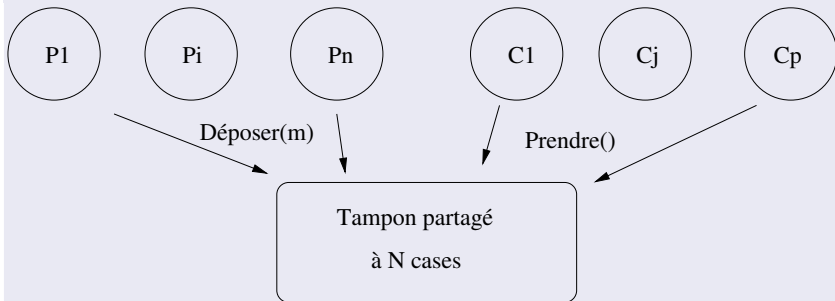 P1
Pi
Pn
C1
Cj
Cp
Déposer(m)
Prendre()
Tampon partagé
à N cases